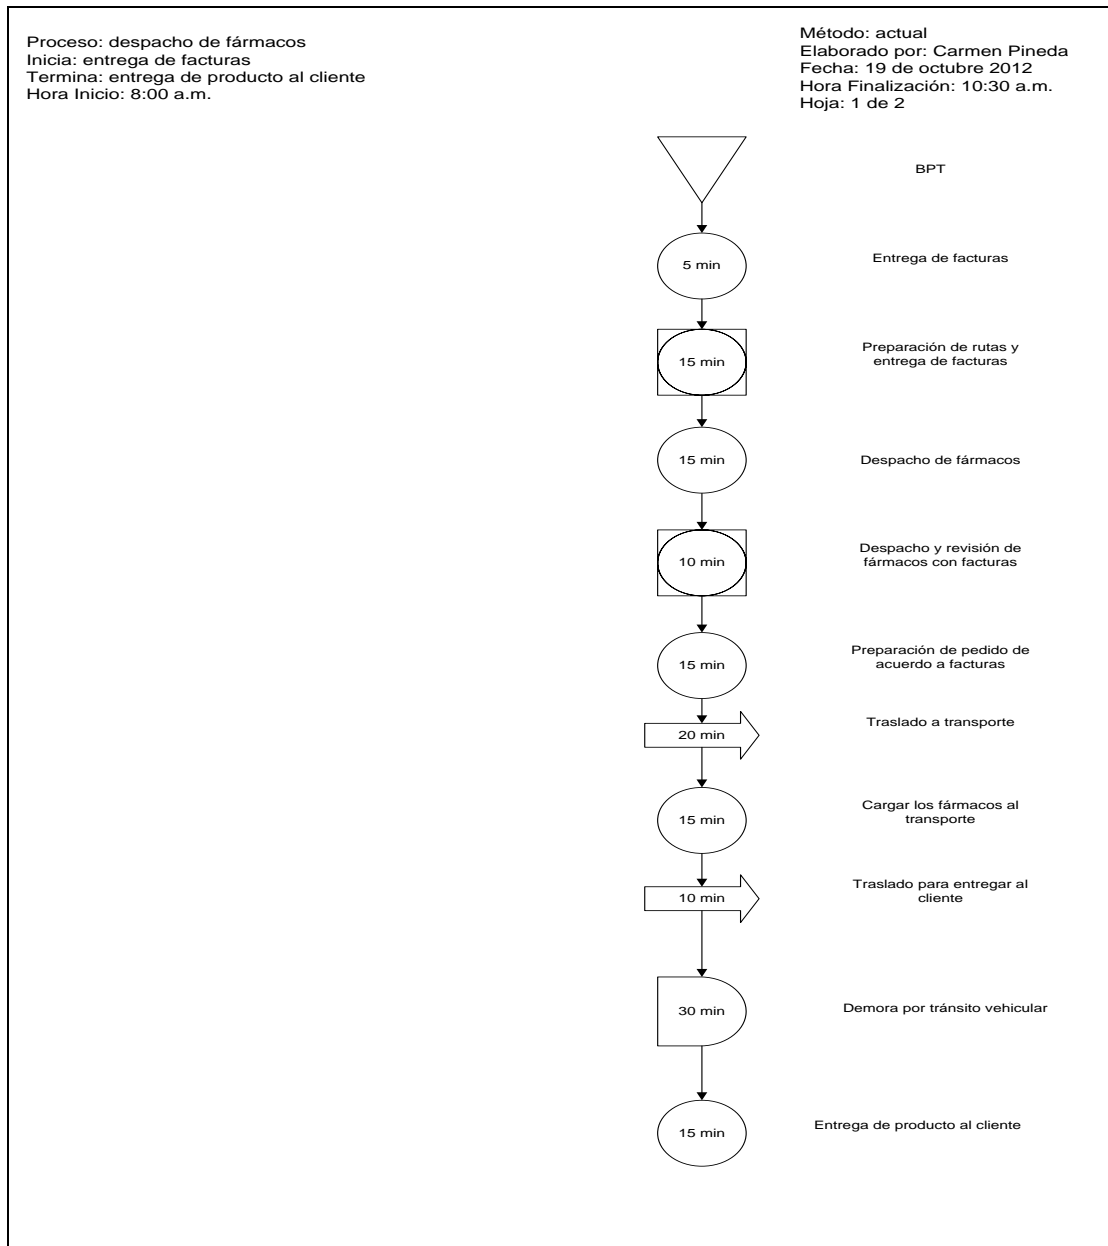 Proceso: despacho de fármacos
Inicia: entrega de facturas
Termina: entrega de producto al cliente
Hora Inicio: 8:00 a.m.
Método: actual
Elaborado por: Carmen Pineda
Fecha: 19 de octubre 2012
Hora Finalización: 10:30 a.m.
Hoja: 1 de 2
BPT
5 min
Entrega de facturas
15 min
Preparación de rutas y
entrega de facturas
15 min
Despacho de fármacos
10 min
Despacho y revisión de
fármacos con facturas
15 min
Preparación de pedido de
acuerdo a facturas
20 min
Traslado a transporte
15 min
Cargar los fármacos al
transporte
10 min
Traslado para entregar al
cliente
30 min
Demora por tránsito vehicular
15 min
Entrega de producto al cliente